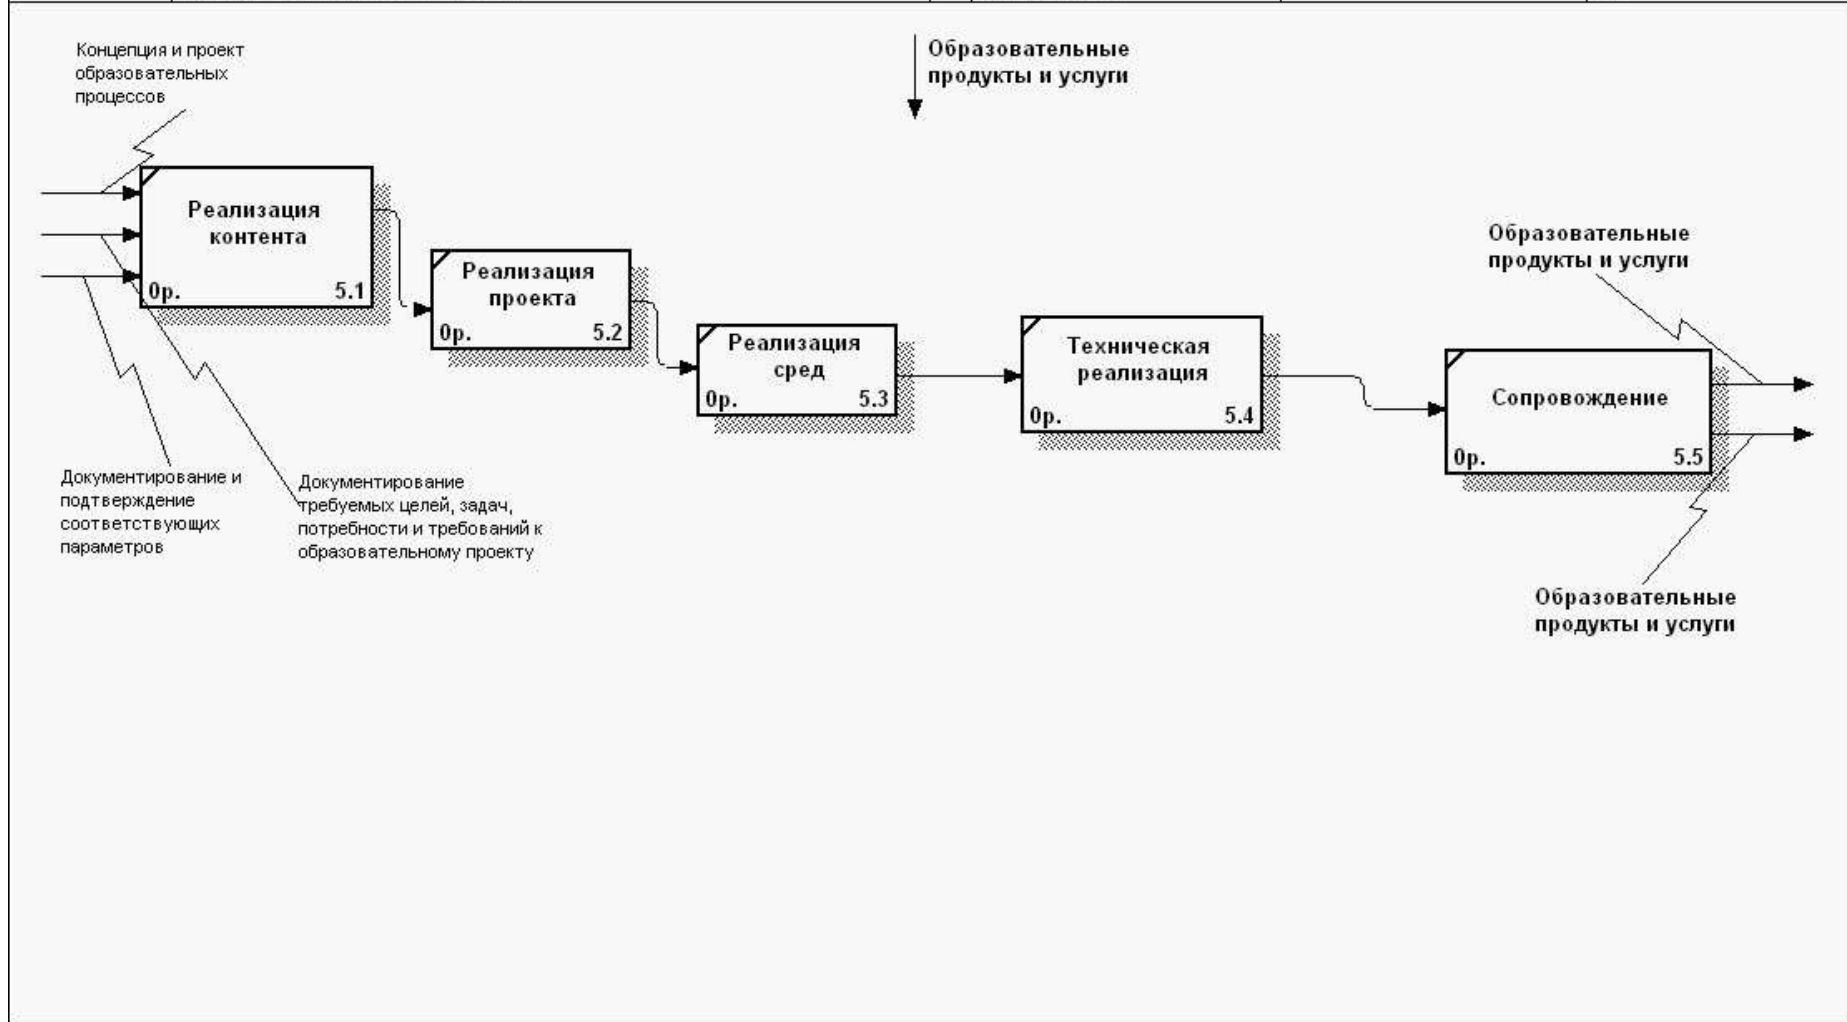 Концепция и проект
образовательных
процессов
Образовательные
продукты и услуги
Реализация
контента
0р.
5.1
Реализация
проекта
0р.
5.2
Реализация
сред
0р.
5.3
Техническая
реализация
0р.
5.4
Образовательные
продукты и услуги
Сопровождение
0р.
5.5
Документирование и
подтверждение
соответствующих
параметров
Документирование
требуемых целей, задач,
потребности и требований к
образовательному проекту
Образовательные
продукты и услуги